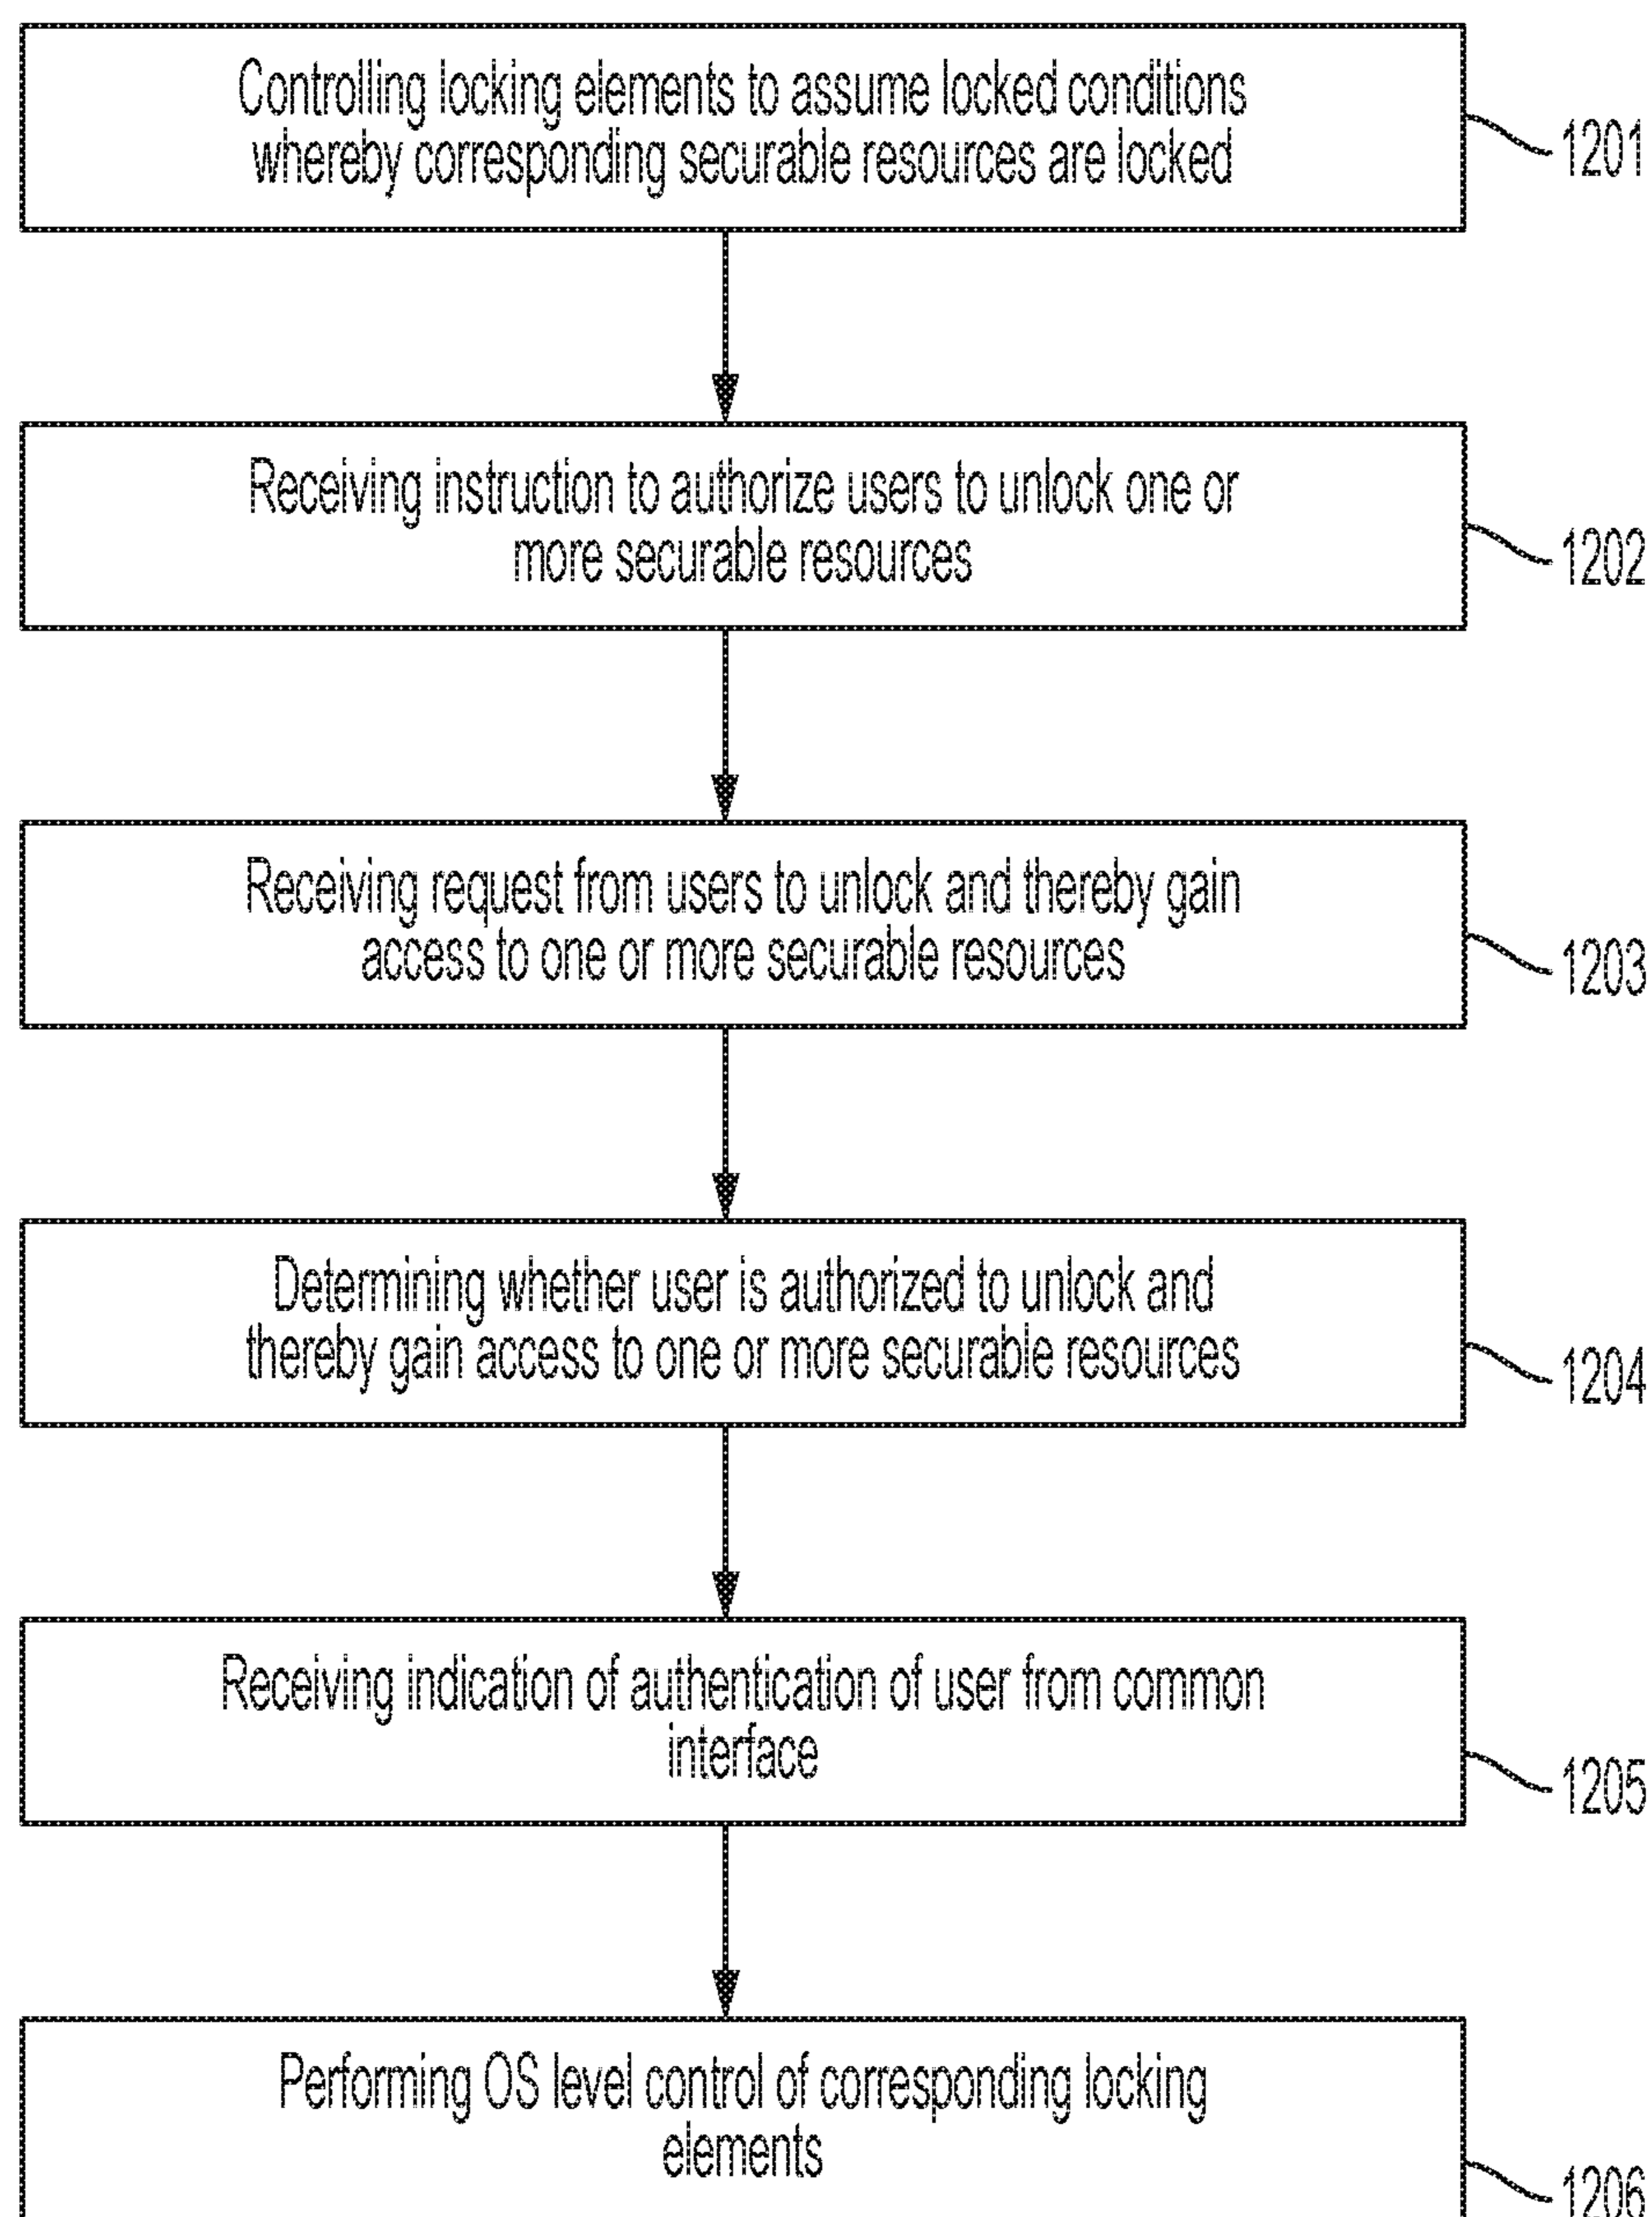 Controlling locking elements to assume locked conditions
whereby corresponding securable resources are locked
1201
Receiving instruction to authorize users to unlock one or
more securable resources
1202
Receiving request from users to unlock and thereby gain
access to one or more securable resources
1203
Determining whether user is authorized to unlock and
thereby gain access to one or more securable resources
1204
Receiving indication of authentication of user from common
interface
1205
Performing OS level control of corresponding locking
elements
1206